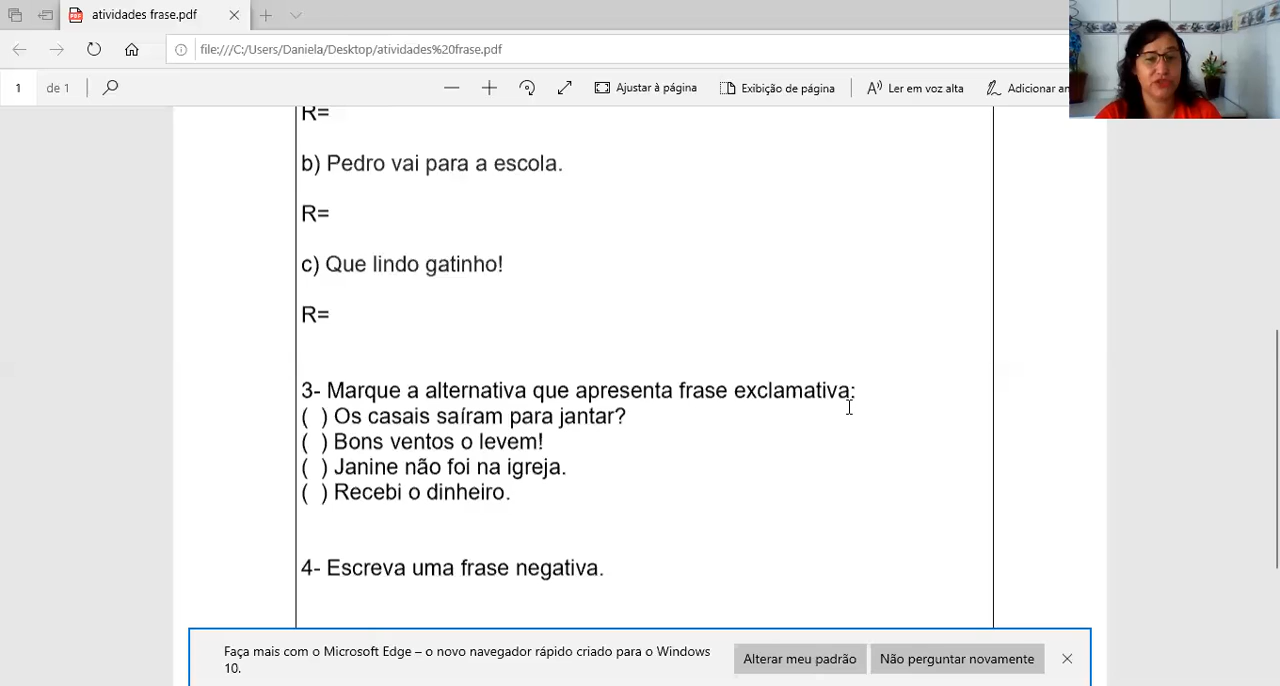 atividades frase.pdf
file:///C:/Users/Daniela/Desktop/atividades%20frase.pdf
1 de 1 Ajustar à página Exibição de página Ler em voz alta Adicionar an
R=
b) Pedro vai para a escola.
R=
c) Que lindo gatinho!
R=
3- Marque a alternativa que apresenta frase exclamativa:
( ) Os casais saíram para jantar?
( ) Bons ventos o levem!
( ) Janine não foi na igreja.
( ) Recebi o dinheiro.
4- Escreva uma frase negativa.
Faça mais com o Microsoft Edge – o novo navegador rápido criado para o Windows
10.
Alterar meu padrão Não perguntar novamente